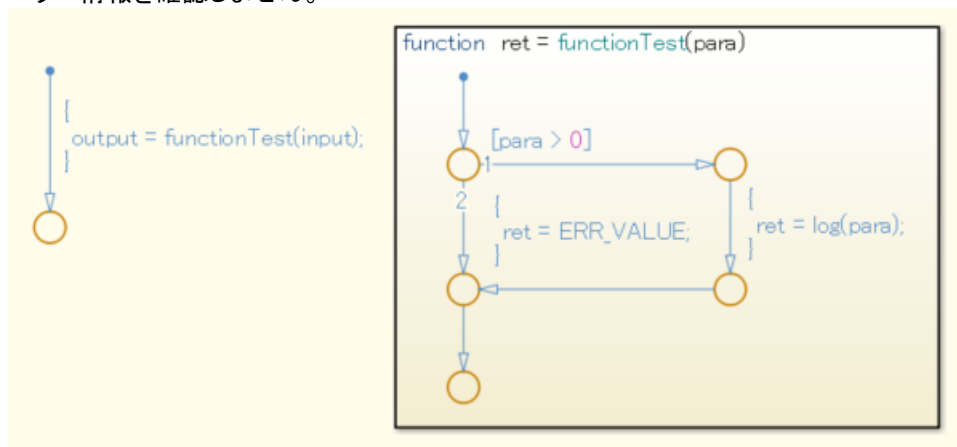 function ret = functionTest(para)
{
output = functionTest(input);
}
[para > 0]
1
2
{
ret = ERR_VALUE;
}
{
ret = log(para);
}